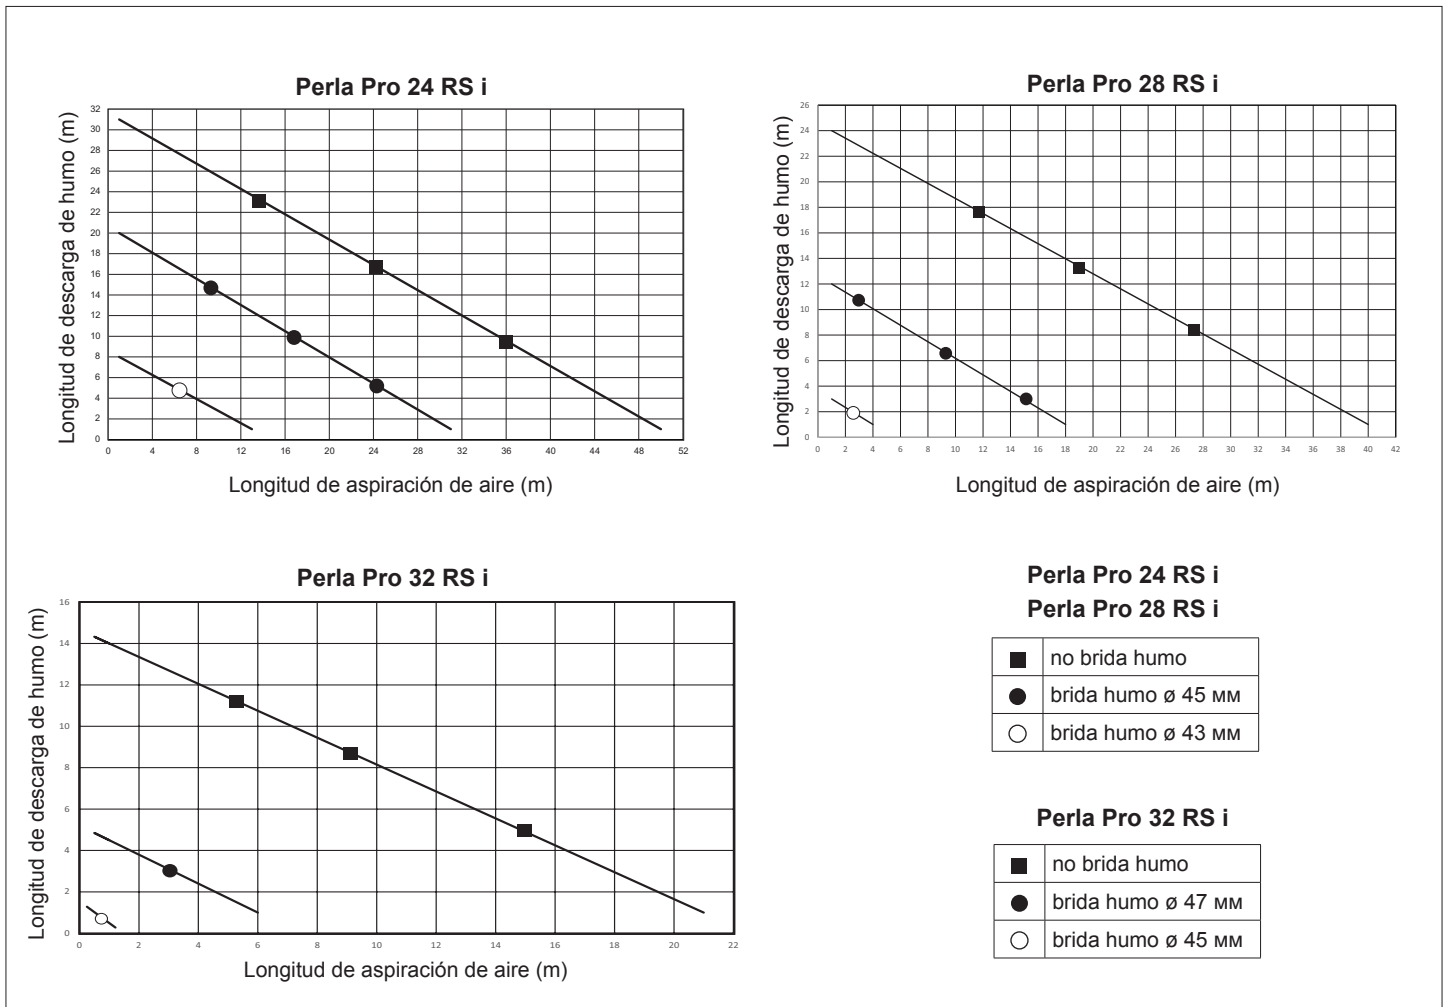 Perla Pro 24 RS i
Longitud de descarga de humo (m)
32
30
28
26
24
22
20
18
16
14
12
10
8
6
4
2
0
0 4 8 12 16 20 24 28 32 36 40 44 48 52
Longitud de aspiración de aire (m)
Perla Pro 28 RS i
Longitud de descarga de humo (m)
26
24
22
20
18
16
14
12
10
8
6
4
2
0
0 2 4 6 8 10 12 14 16 18 20 22 24 26 28 30 32 34 36 38 40 42
Longitud de aspiración de aire (m)
Perla Pro 32 RS i
Longitud de descarga de humo (m)
16
14
12
10
8
6
4
2
0
0 2 4 6 8 10 12 14 16 18 20 22
Longitud de aspiración de aire (m)
Perla Pro 24 RS i
Perla Pro 28 RS i
no brida humo
brida humo ø 45 мм
brida humo ø 43 мм
Perla Pro 32 RS i
no brida humo
brida humo ø 47 мм
brida humo ø 45 мм